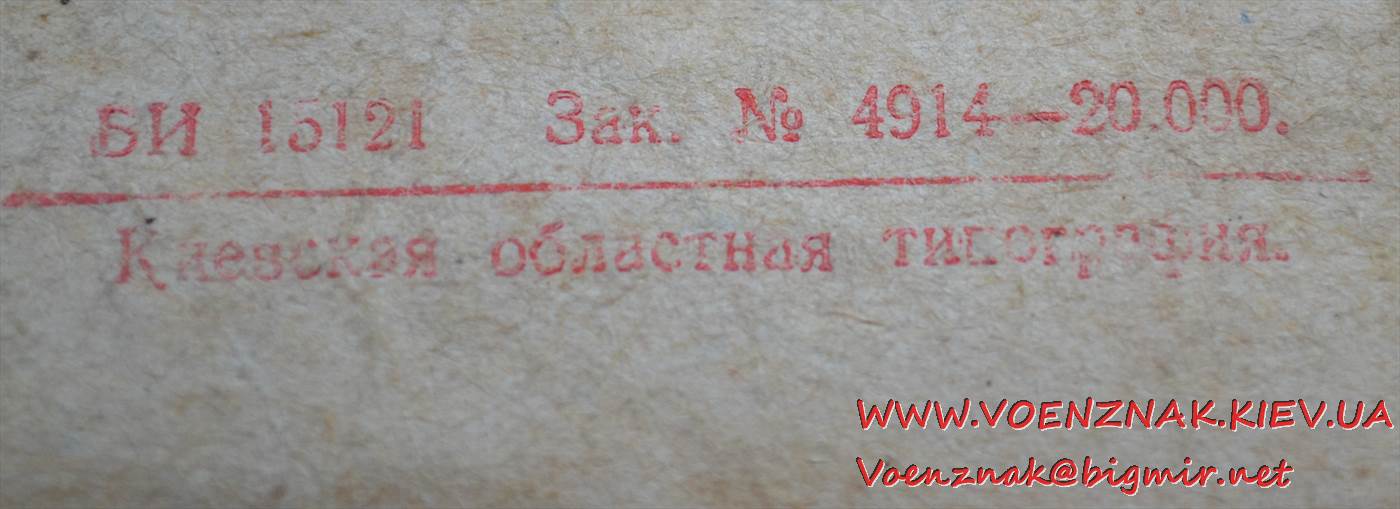 БИ 15121 Зак. № 4914—20.000.
Киевская областная типография.
WWW.VOENZNAK.KIEV.UA
Voenznak@bigmir.net